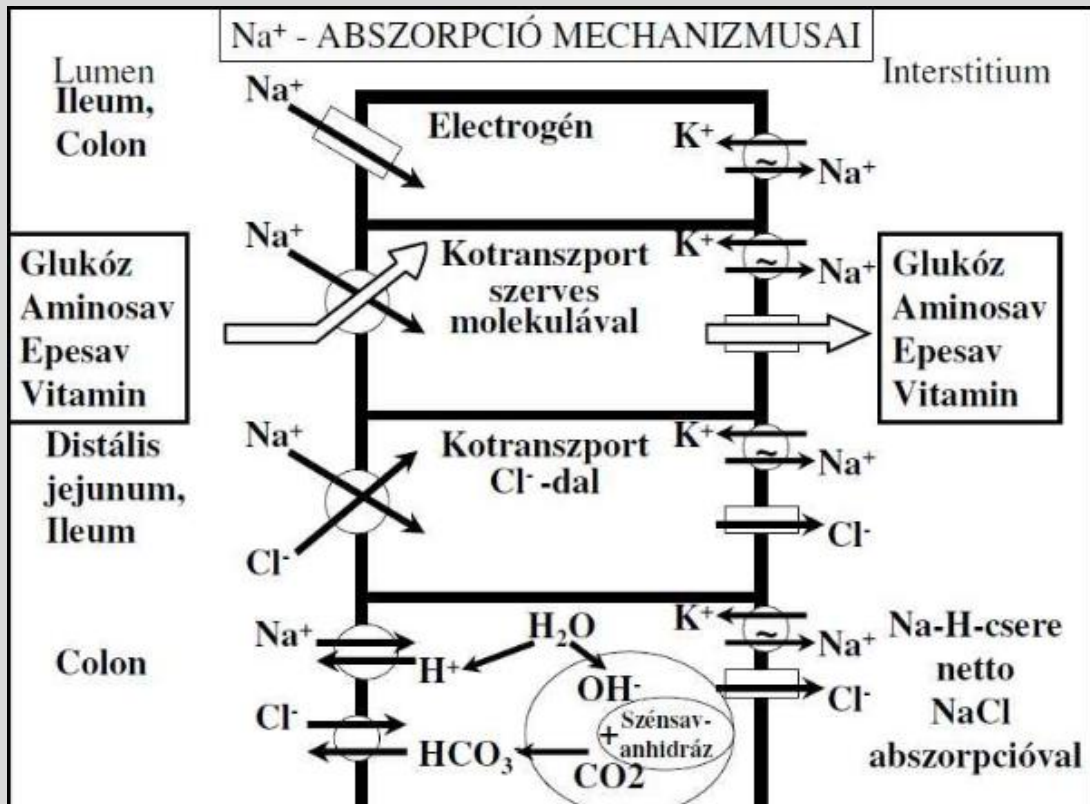 Na⁺ - ABSZORPCIÓ MECHANIZMUSAI
Lumen
Ileum,
Colon
Interstitium
Na⁺
Electrogén
K⁺
~
Na⁺
Glukóz
Aminosav
Epesav
Vitamin
Na⁺
Kotranszport
szerves
molekulával
K⁺
~
Na⁺
Glukóz
Aminosav
Epesav
Vitamin
Distális
jejunum,
Ileum
Na⁺
Cl⁻
Kotranszport
Cl⁻ -dal
K⁺
~
Na⁺
Cl⁻
Colon
Na⁺
H⁺
H₂O
OH⁻
Cl⁻
HCO₃⁻
+
Szénsav-
anhidráz
CO2
K⁺
~
Na⁺
Cl⁻
Na-H-csere
netto
NaCl
abszorpcióval